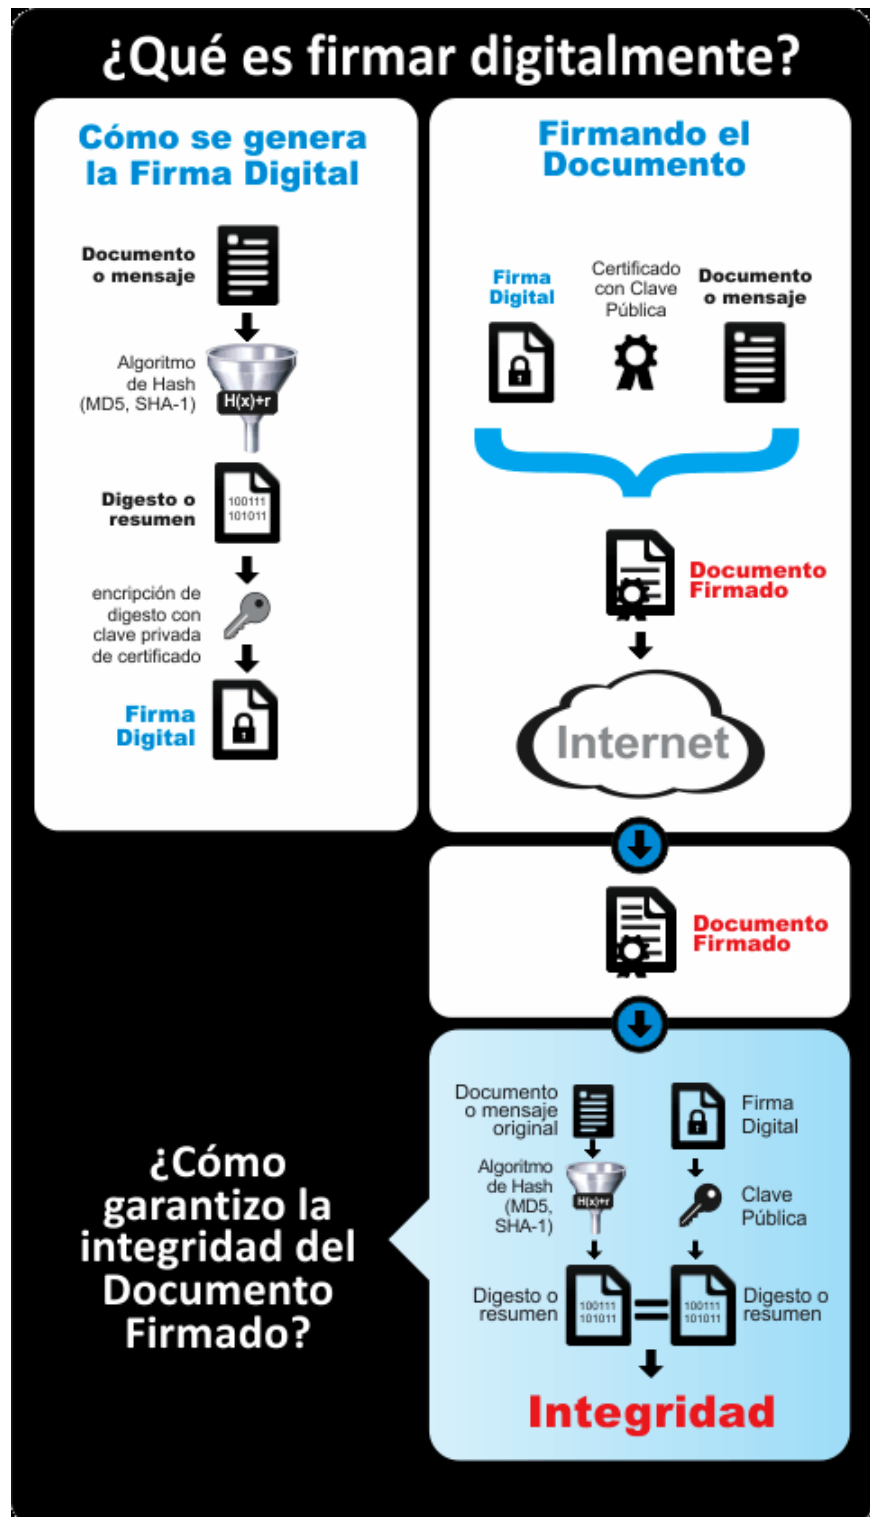 ¿Qué es firmar digitalmente?
Cómo se genera
la Firma Digital
Documento
o mensaje
Algoritmo
de Hash
(MD5, SHA-1)
H(x)+r
Digesto o
resumen
100111
101011
encripción de
digesto con
clave privada
de certificado
Firma
Digital
Firmando el
Documento
Firma
Digital
Certificado
con Clave
Pública
Documento
o mensaje
Documento
Firmado
Internet
Documento
Firmado
¿Cómo
garantizo la
integridad del
Documento
Firmado?
Documento
o mensaje
original
Algoritmo
de Hash
(MD5,
SHA-1)
H(x)+r
Digesto o
resumen
100111
101011
=
Firma
Digital
Clave
Pública
100111
101011
Digesto o
resumen
Integridad